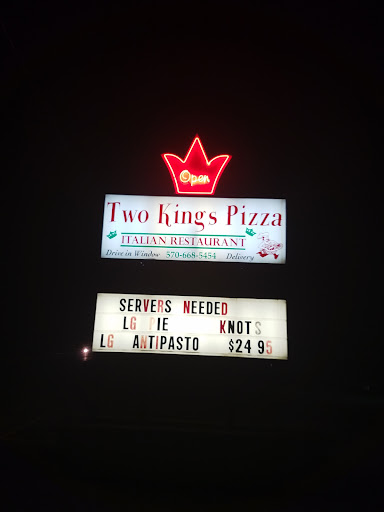 Open
Two Kings Pizza
ITALIAN RESTAURANT
Drive in Window 570-668-5454 Delivery
SERVERS NEEDED
LG PIE KNOTS
LG ANTIPASTO $24 95